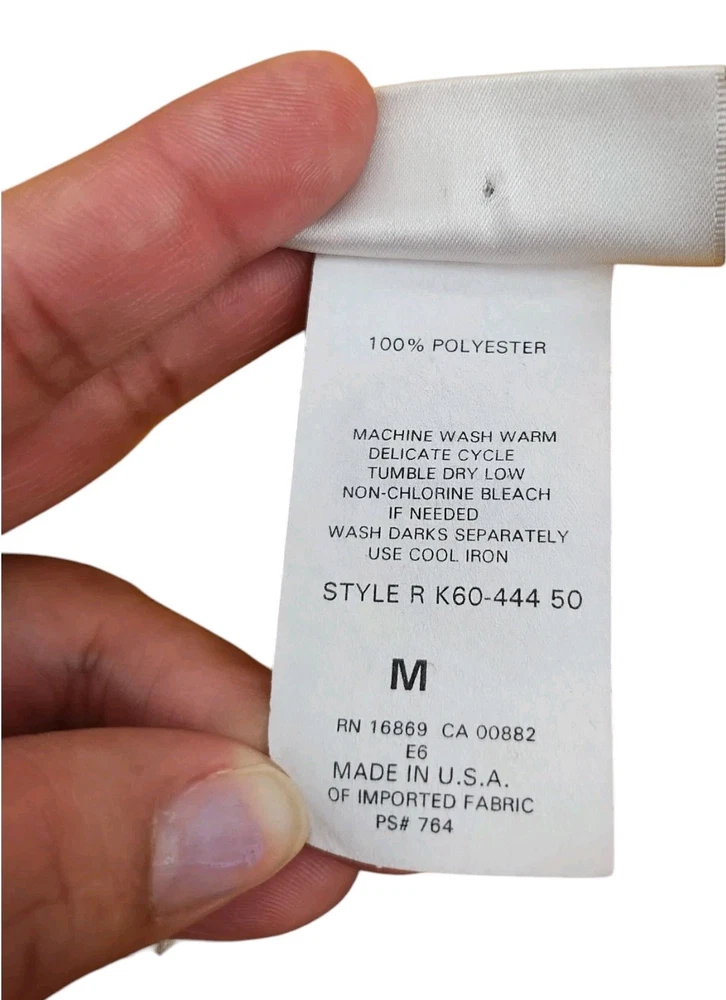 100% POLYESTER
MACHINE WASH WARM
DELICATE CYCLE
TUMBLE DRY LOW
NON-CHLORINE BLEACH
IF NEEDED
WASH DARKS SEPARATELY
USE COOL IRON
STYLE R K60-444 50
M
RN 16869 CA 00882
E6
MADE IN U.S.A.
OF IMPORTED FABRIC
PS# 764